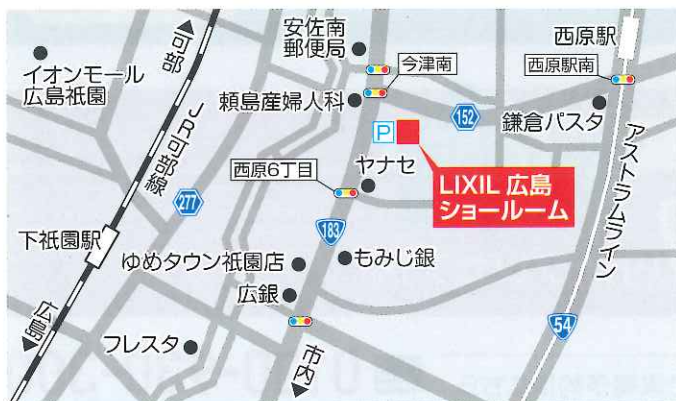 可部
イオンモール
広島祇園
JR可部線
安佐南
郵便局
今津南
頼島産婦人科
P
152
西原駅
西原駅南
鎌倉パスタ
アストラムライン
277
西原6丁目
ヤナセ
LIXIL 広島
ショールーム
下祇園駅
183
ゆめタウン祇園店
もみじ銀
広銀
広島
フレスタ
市内
54